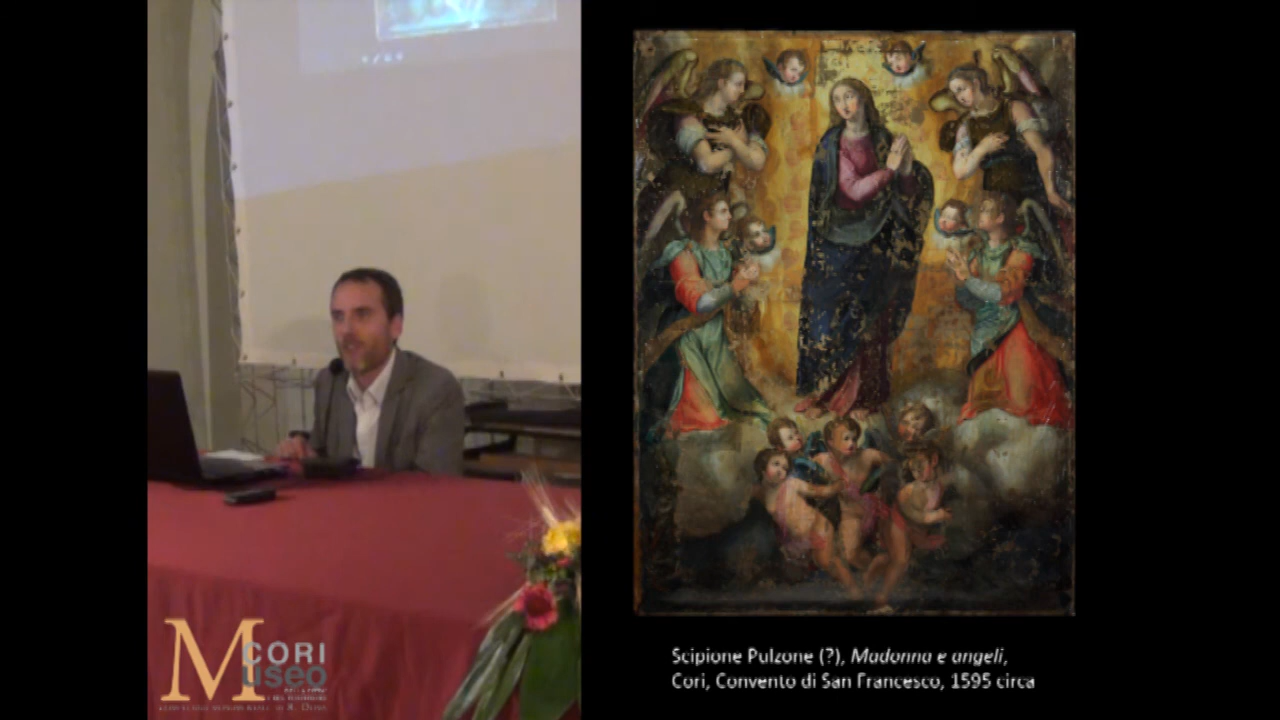 M
CORI
useo
Scipione Pulzone (?), Madonna e angeli,
Cori, Convento di San Francesco, 1595 circa